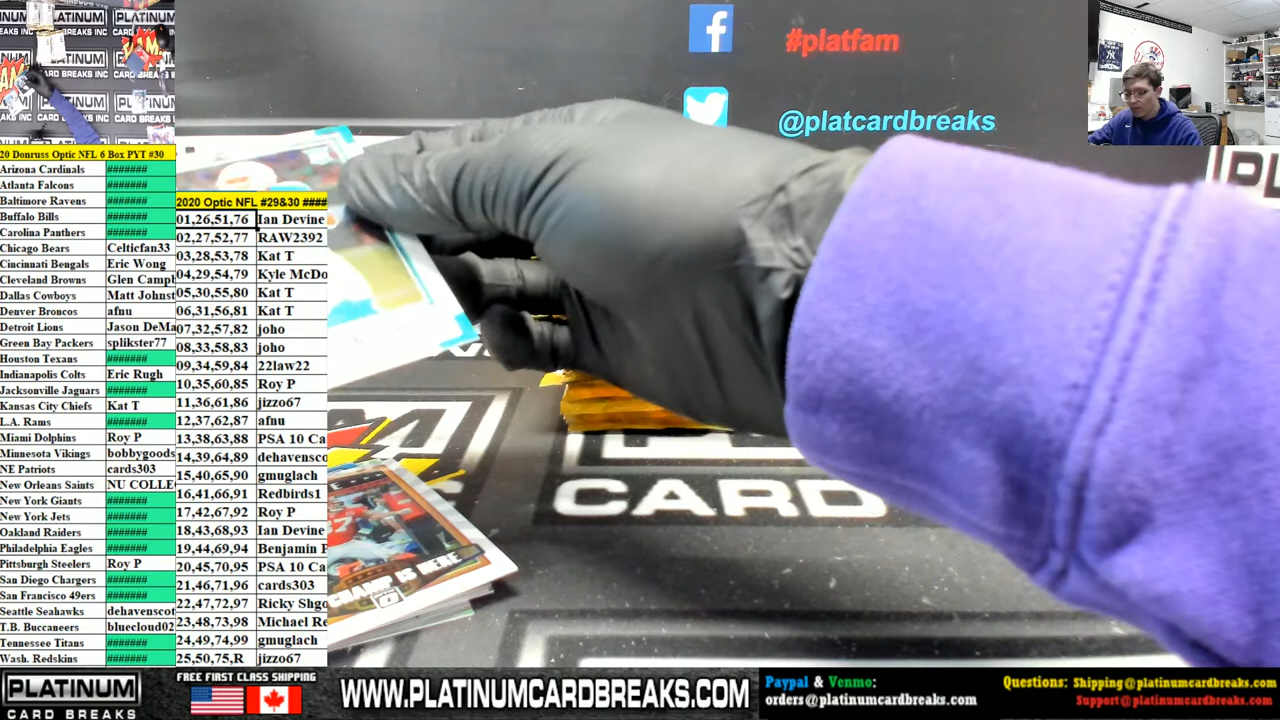 PLATINUM
CARD BREAKS INC
#platfam
@platcardbreaks
20 Donruss Optic NFL 6 Box PYT #30
Arizona Cardinals #######
Atlanta Falcons #######
Baltimore Ravens #######
Buffalo Bills #######
Carolina Panthers #######
Chicago Bears Celticfan33
Cincinnati Bengals Eric Wong
Cleveland Browns Glen Campb
Dallas Cowboys Matt Johnst
Denver Broncos afnu
Detroit Lions Jason DeMa
Green Bay Packers splikster77
Houston Texans #######
Indianapolis Colts Eric Rugh
Jacksonville Jaguars #######
Kansas City Chiefs Kat T
L.A. Rams #######
Miami Dolphins Roy P
Minnesota Vikings bobbygoods
NE Patriots cards303
New Orleans Saints NU COLLE
New York Giants #######
New York Jets #######
Oakland Raiders #######
Philadelphia Eagles #######
Pittsburgh Steelers Roy P
San Diego Chargers #######
San Francisco 49ers #######
Seattle Seahawks dehavenscot
T.B. Buccaneers bluecloud02
Tennessee Titans #######
Wash. Redskins #######
2020 Optic NFL #29&30 ####
01,26,51,76 Ian Devine
02,27,52,77 RAW2392
03,28,53,78 Kat T
04,29,54,79 Kyle McDo
05,30,55,80 Kat T
06,31,56,81 Kat T
07,32,57,82 joho
08,33,58,83 joho
09,34,59,84 22law22
10,35,60,85 Roy P
11,36,61,86 jizzo67
12,37,62,87 afnu
13,38,63,88 PSA 10 Ca
14,39,64,89 dehavensco
15,40,65,90 gmuglach
16,41,66,91 Redbirds1
17,42,67,92 Roy P
18,43,68,93 Ian Devine
19,44,69,94 Benjamin F
20,45,70,95 PSA 10 Ca
21,46,71,96 cards303
22,47,72,97 Ricky Shgo
23,48,73,98 Michael Re
24,49,74,99 gmuglach
25,50,75,R jizzo67
CARD
CHAMP IS HERE
PLATINUM
CARD BREAKS
FREE FIRST CLASS SHIPPING
WWW.PLATINUMCARDBREAKS.COM
Paypal & Venmo:
orders@platinumcardbreaks.com
Questions: Shipping@platinumcardbreaks.com
Support@platinumcardbreaks.com